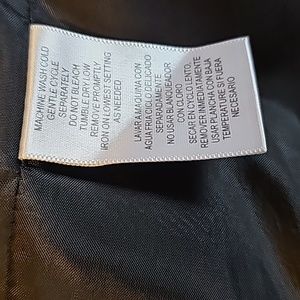 MACHINE WASH COLD
GENTLE CYCLE
SEPARATELY
DO NOT BLEACH
TUMBLE DRY LOW
REMOVE PROMPTLY
IRON ON LOWEST SETTING
AS NEEDED
LAVAR A MAQUINA CON
AGUA FRIA CICLO DELICADO
SEPARADAMENTE
NO USAR BLANQUEADOR
CON CLORO
SECAR EN CYCLO LENTO
REMOVER INMEDIATAMENTE
USAR PLANCHA CON BAJA
TEMPERATURE SI FUERA
NECESARIO